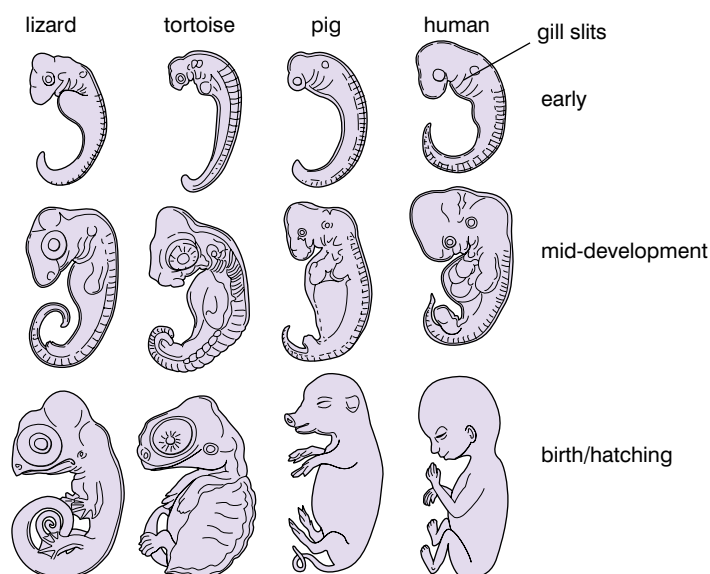 lizard
tortoise
pig
human
gill slits
early
mid-development
birth/hatching